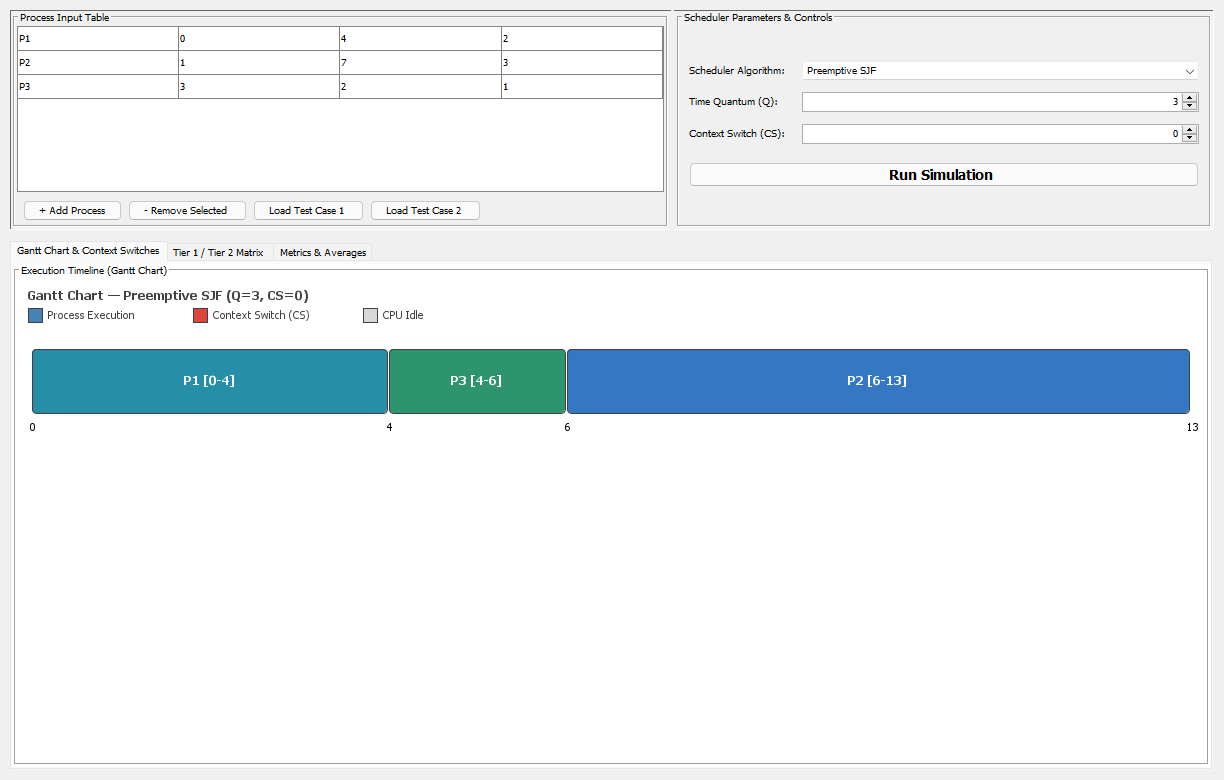 Process Input Table
P1 0 4 2
P2 1 7 3
P3 3 2 1
+ Add Process - Remove Selected Load Test Case 1 Load Test Case 2
Scheduler Parameters & Controls
Scheduler Algorithm: Preemptive SJF
Time Quantum (Q): 3
Context Switch (CS): 0
Run Simulation
Gantt Chart & Context Switches Tier 1 / Tier 2 Matrix Metrics & Averages
Execution Timeline (Gantt Chart)
Gantt Chart — Preemptive SJF (Q=3, CS=0)
Process Execution Context Switch (CS) CPU Idle
P1 [0-4] P3 [4-6] P2 [6-13]
0 4 6 13